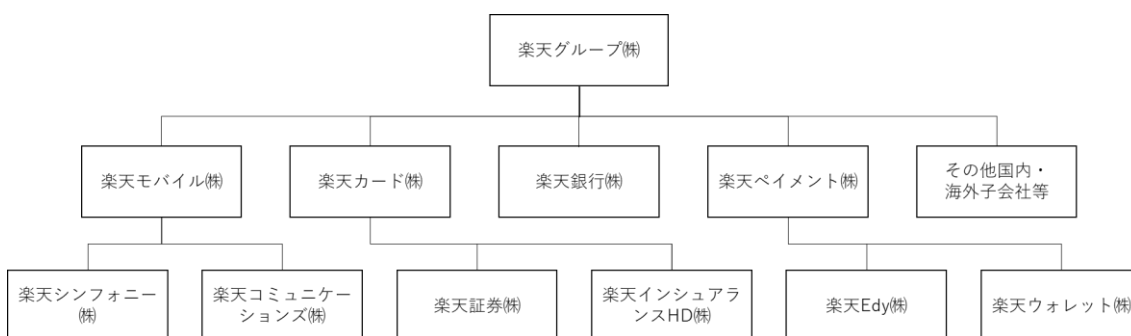 楽天グループ㈱
楽天モバイル㈱
楽天カード㈱
楽天銀行㈱
楽天ペイメント㈱
その他国内・
海外子会社等
楽天シンフォニー
㈱
楽天コミュニケー
ションズ㈱
楽天証券㈱
楽天インシュアラ
ンスHD㈱
楽天Edy㈱
楽天ウォレット㈱